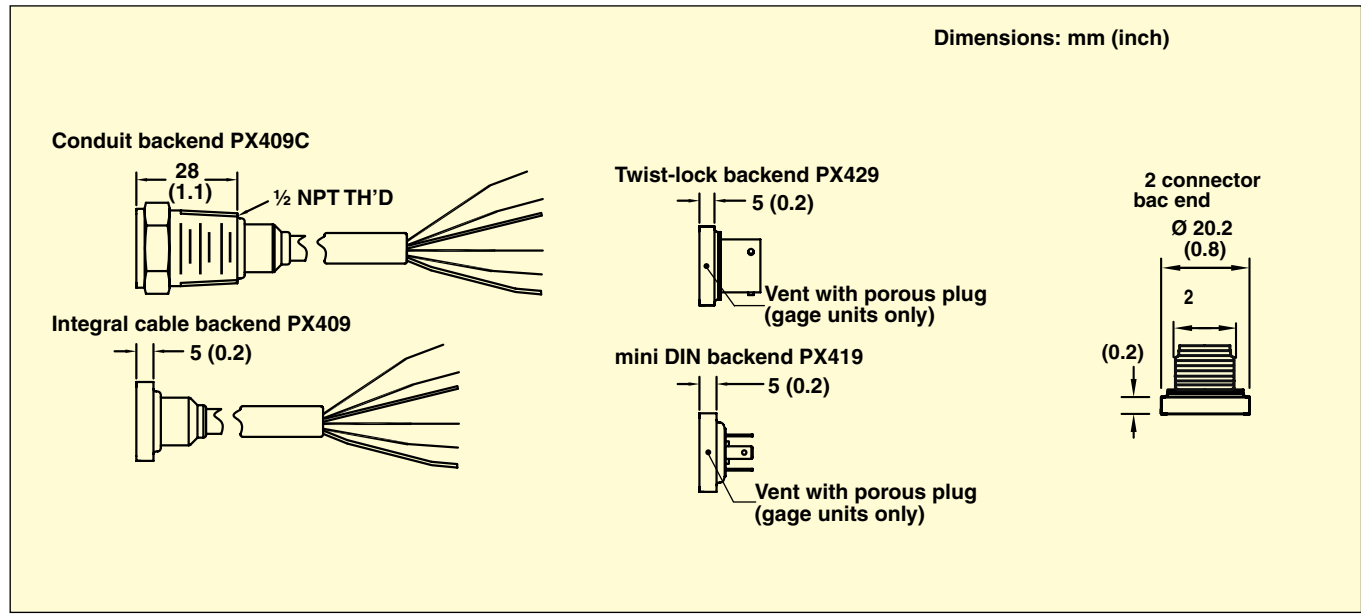 Dimensions: mm (inch)
Conduit backend PX409C
28
(1.1)
½ NPT TH'D
Integral cable backend PX409
5 (0.2)
Twist-lock backend PX429
5 (0.2)
Vent with porous plug
(gage units only)
mini DIN backend PX419
5 (0.2)
Vent with porous plug
(gage units only)
2 connector
bac end
Ø 20.2
(0.8)
2
(0.2)